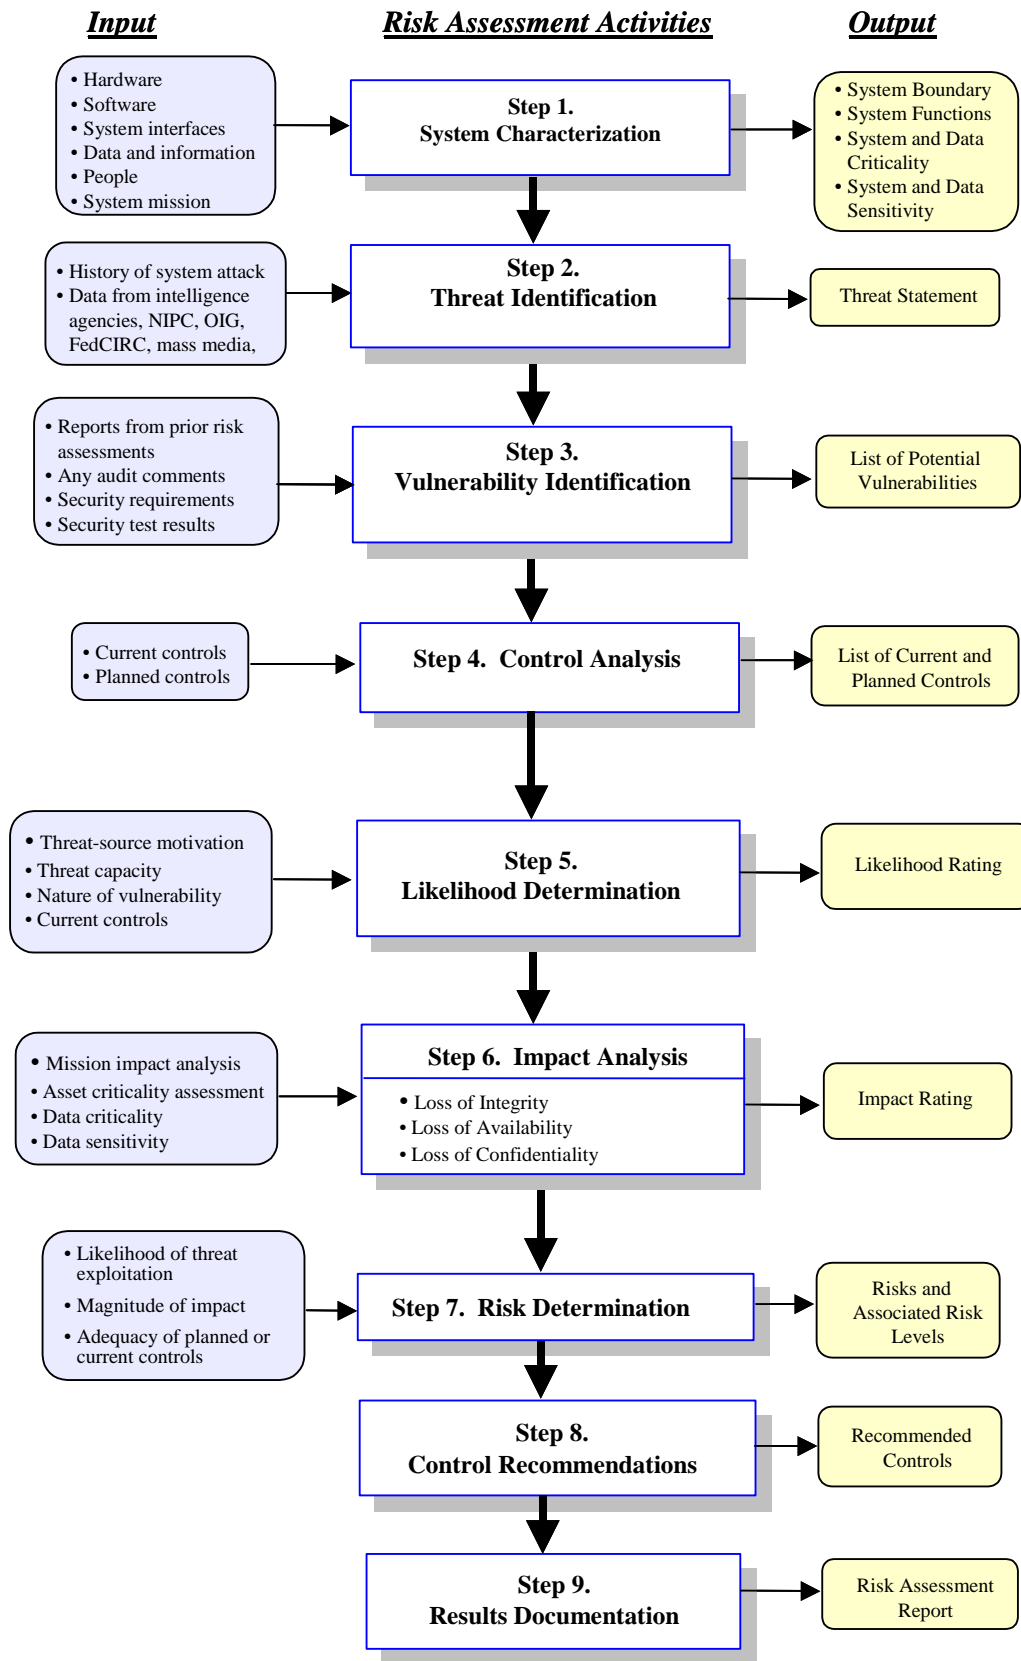 Input
Risk Assessment Activities
Output
• Hardware
• Software
• System interfaces
• Data and information
• People
• System mission
Step 1.
System Characterization
• System Boundary
• System Functions
• System and Data
Criticality
• System and Data
Sensitivity
• History of system attack
• Data from intelligence
agencies, NIPC, OIG,
FedCIRC, mass media,
Step 2.
Threat Identification
Threat Statement
• Reports from prior risk
assessments
• Any audit comments
• Security requirements
• Security test results
Step 3.
Vulnerability Identification
List of Potential
Vulnerabilities
• Current controls
• Planned controls
Step 4. Control Analysis
List of Current and
Planned Controls
• Threat-source motivation
• Threat capacity
• Nature of vulnerability
• Current controls
Step 5.
Likelihood Determination
Likelihood Rating
• Mission impact analysis
• Asset criticality assessment
• Data criticality
• Data sensitivity
Step 6. Impact Analysis
• Loss of Integrity
• Loss of Availability
• Loss of Confidentiality
Impact Rating
• Likelihood of threat
exploitation
• Magnitude of impact
• Adequacy of planned or
current controls
Step 7. Risk Determination
Risks and
Associated Risk
Levels
Step 8.
Control Recommendations
Recommended
Controls
Step 9.
Results Documentation
Risk Assessment
Report